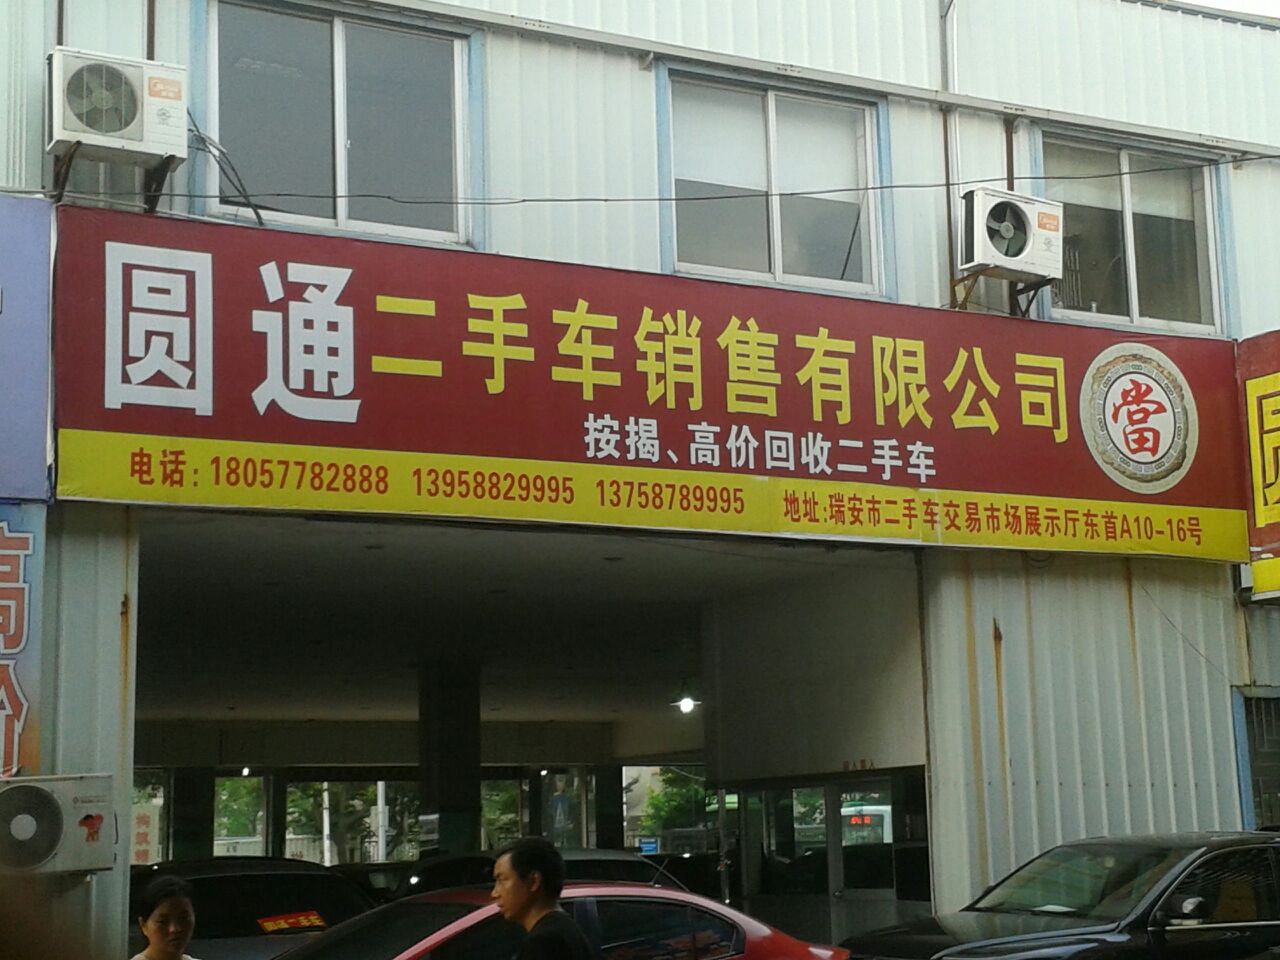 圆通二手车销售有限公司
當
按揭、高价回收二手车
电话：18057782888 13958829995 13758789995 地址：瑞安市二手车交易市场展示厅东首A10-16号
高价